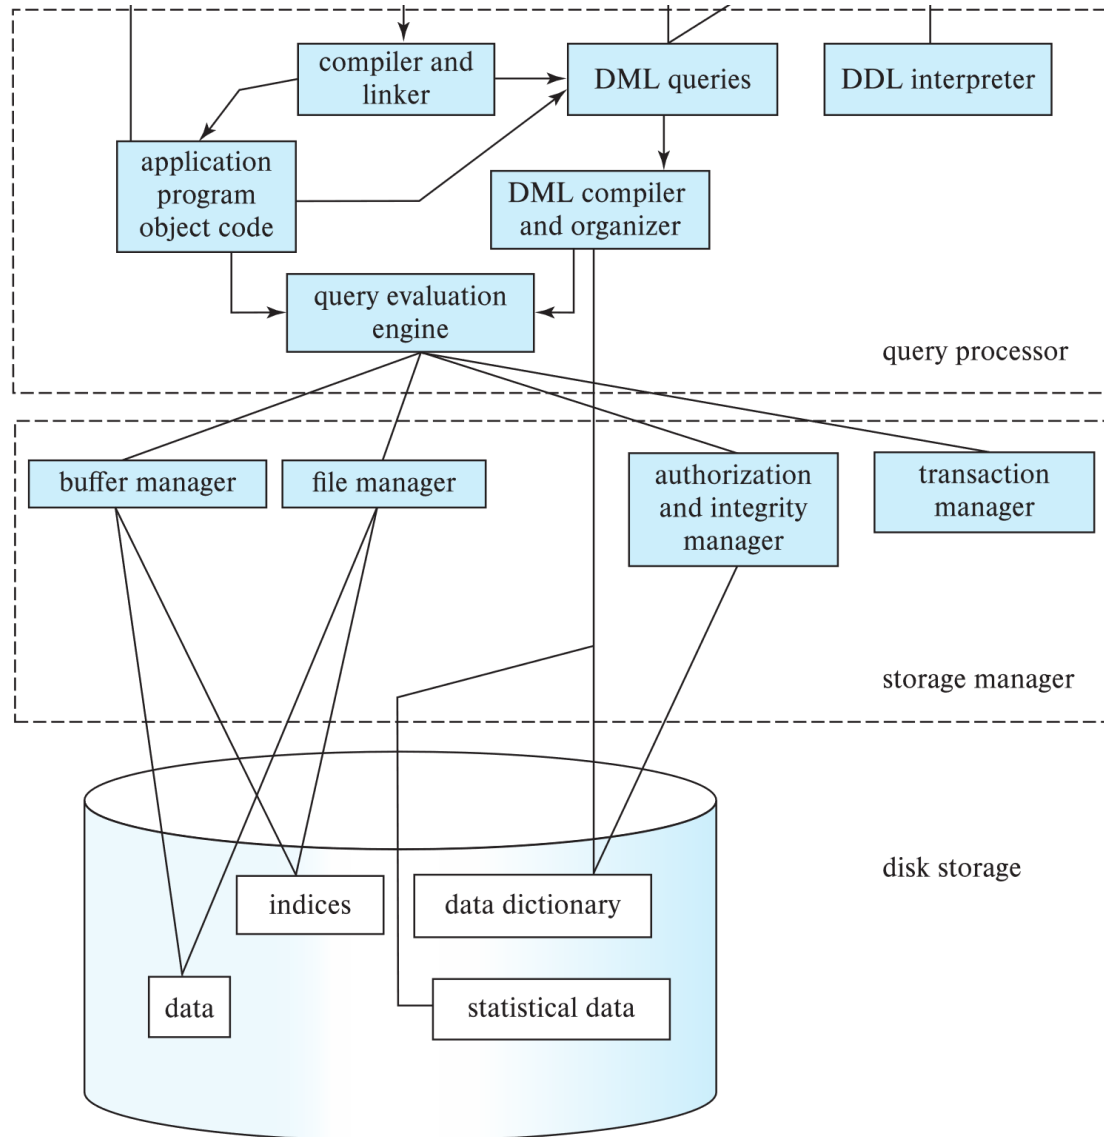 compiler and
linker
DML queries
DDL interpreter
application
program
object code
DML compiler
and organizer
query evaluation
engine
query processor
buffer manager
file manager
authorization
and integrity
manager
transaction
manager
storage manager
disk storage
indices
data dictionary
data
statistical data